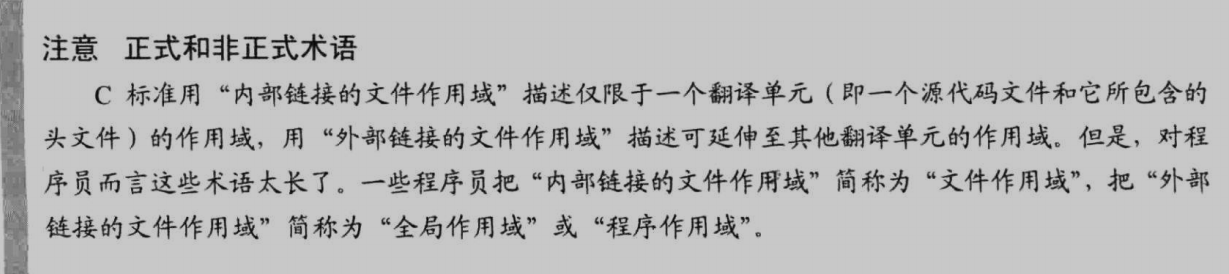 注意 正式和非正式术语
C 标准用“内部链接的文件作用域”描述仅限于一个翻译单元（即一个源代码文件和它所包含的
头文件）的作用域，用“外部链接的文件作用域”描述可延伸至其他翻译单元的作用域。但是，对程
序员而言这些术语太长了。一些程序员把“内部链接的文件作用域”简称为“文件作用域”，把“外部
链接的文件作用域”简称为“全局作用域”或“程序作用域”。